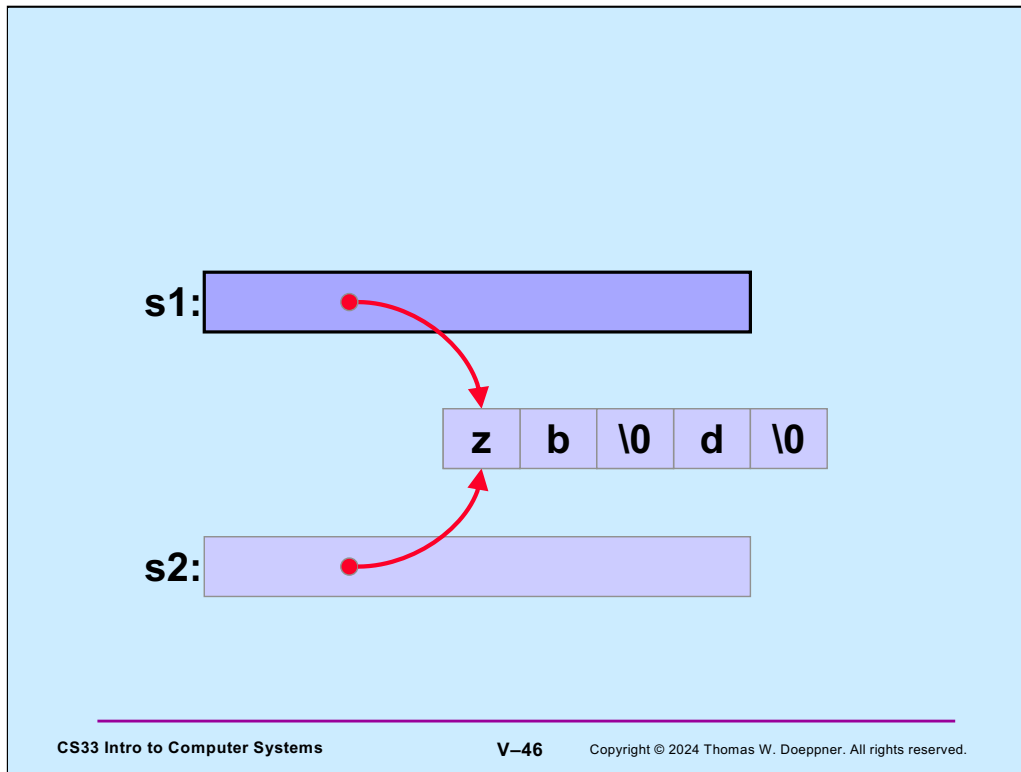 s1:
z b \0 d \0
s2:
CS33 Intro to Computer Systems V–46 Copyright © 2024 Thomas W. Doeppner. All rights reserved.